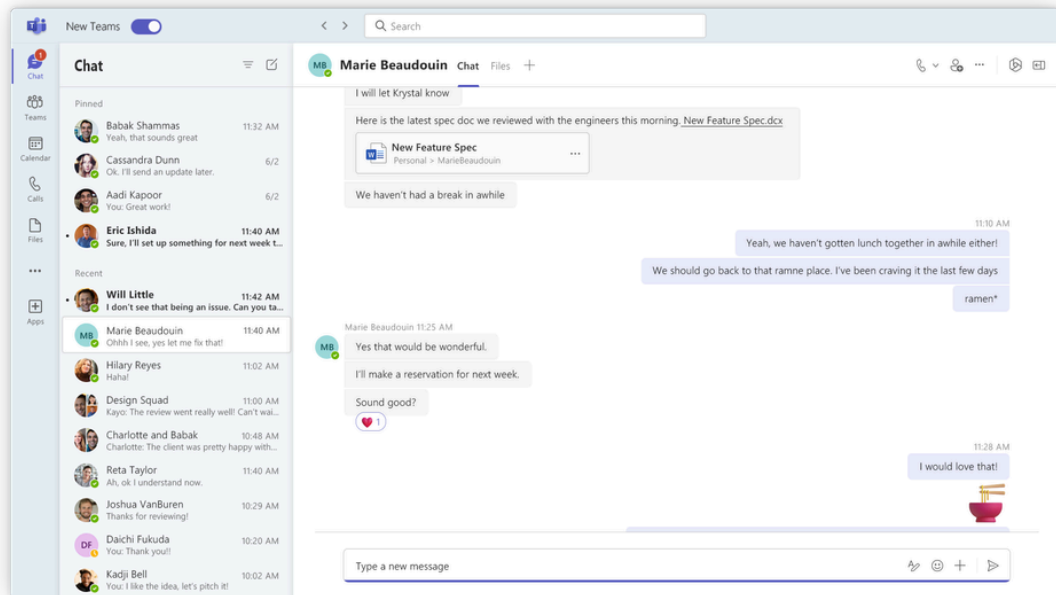 New Teams
Search
1
Chat
Teams
Calendar
Calls
Files
Apps
Chat
Pinned
Babak Shammas 11:32 AM
Yeah, that sounds great
Cassandra Dunn 6/2
Ok. I'll send an update later.
Aadi Kapoor 6/2
You: Great work!
Eric Ishida 11:40 AM
Sure, I'll set up something for next week t...
Recent
Will Little 11:42 AM
I don't see that being an issue. Can you ta...
MB
Marie Beaudouin 11:40 AM
Ohhh I see, yes let me fix that!
Hilary Reyes 11:02 AM
Haha!
Design Squad 11:00 AM
Kayo: The review went really well! Can't wai...
Charlotte and Babak 10:48 AM
Charlotte: The client was pretty happy with...
Reta Taylor 11:40 AM
Ah, ok I understand now.
Joshua VanBuren 10:29 AM
Thanks for reviewing!
DF
Daichi Fukuda 10:20 AM
You: Thank you!!
Kadji Bell 10:02 AM
You: I like the idea, let's pitch it!
MB Marie Beaudouin Chat Files
I will let Krystal know
Here is the latest spec doc we reviewed with the engineers this morning. New Feature Spec.dcx
New Feature Spec
Personal > MarieBeaudouin
We haven't had a break in awhile
11:10 AM
Yeah, we haven't gotten lunch together in awhile either!
We should go back to that ramne place. I've been craving it the last few days
ramen*
Marie Beaudouin 11:25 AM
MB
Yes that would be wonderful.
I'll make a reservation for next week.
Sound good?
1
11:28 AM
I would love that!
Type a new message